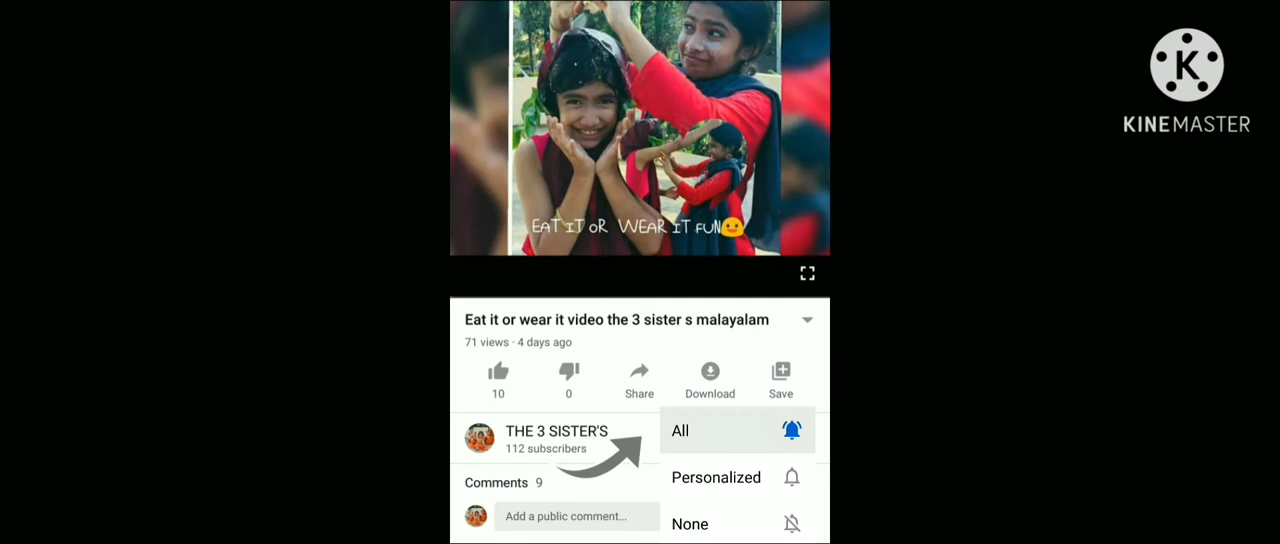 KINEMASTER
EAT IT OR WEAR IT FUN
Eat it or wear it video the 3 sister s malayalam
71 views · 4 days ago
10
0
Share
Download
Save
THE 3 SISTER'S
112 subscribers
All
Personalized
None
Comments 9
Add a public comment...